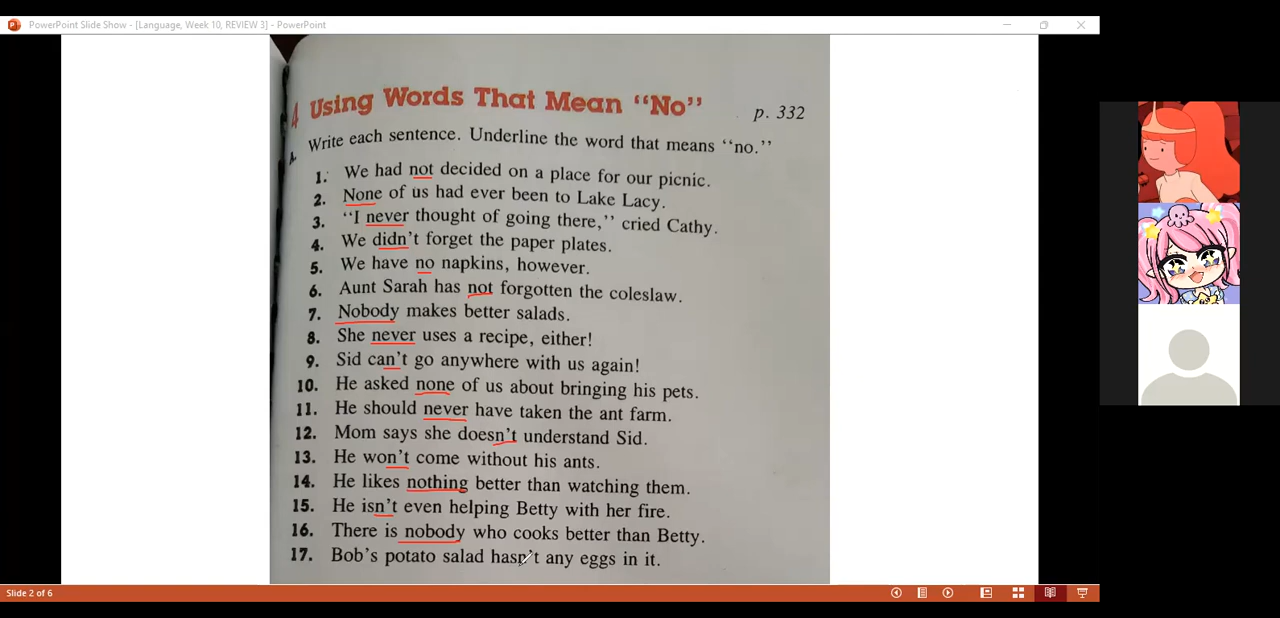 PowerPoint Slide Show - [Language, Week 10, REVIEW 3] - PowerPoint
4 Using Words That Mean “No” p. 332
A. Write each sentence. Underline the word that means “no.”
1. We had not decided on a place for our picnic.
2. None of us had ever been to Lake Lacy.
3. “I never thought of going there,” cried Cathy.
4. We didn’t forget the paper plates.
5. We have no napkins, however.
6. Aunt Sarah has not forgotten the coleslaw.
7. Nobody makes better salads.
8. She never uses a recipe, either!
9. Sid can’t go anywhere with us again!
10. He asked none of us about bringing his pets.
11. He should never have taken the ant farm.
12. Mom says she doesn’t understand Sid.
13. He won’t come without his ants.
14. He likes nothing better than watching them.
15. He isn’t even helping Betty with her fire.
16. There is nobody who cooks better than Betty.
17. Bob’s potato salad hasn’t any eggs in it.
Slide 2 of 6